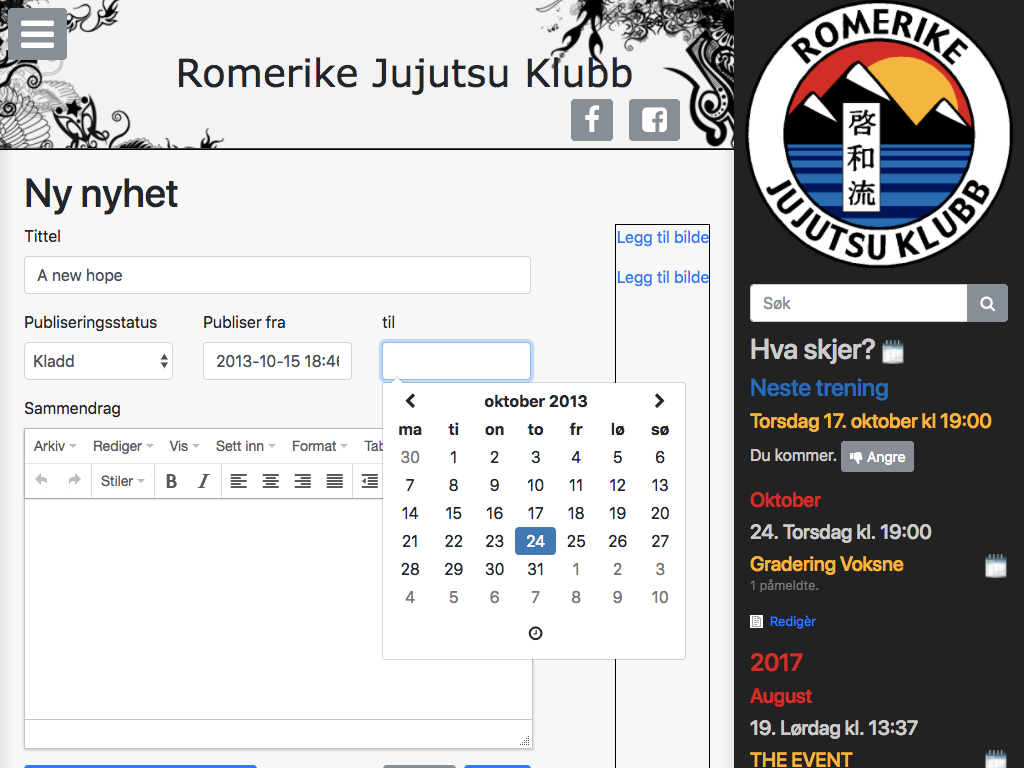 Romerike Jujutsu Klubb
Ny nyhet
Tittel
A new hope
Publiseringsstatus
Publiser fra
til
Kladd
2013-10-15 18:46
Sammendrag
Arkiv
Rediger
Vis
Sett inn
Format
Tab
Stiler
B
I
oktober 2013
ma ti on to fr lø sø
30 1 2 3 4 5 6
7 8 9 10 11 12 13
14 15 16 17 18 19 20
21 22 23 24 25 26 27
28 29 30 31 1 2 3
4 5 6 7 8 9 10
Legg til bilde
Legg til bilde
ROMERIKE
啓和流
JUJUTSU KLUBB
Søk
Hva skjer?
Neste trening
Torsdag 17. oktober kl 19:00
Du kommer.
Angre
Oktober
24. Torsdag kl. 19:00
Gradering Voksne
1 påmeldte.
Redigèr
2017
August
19. Lørdag kl. 13:37
THE EVENT